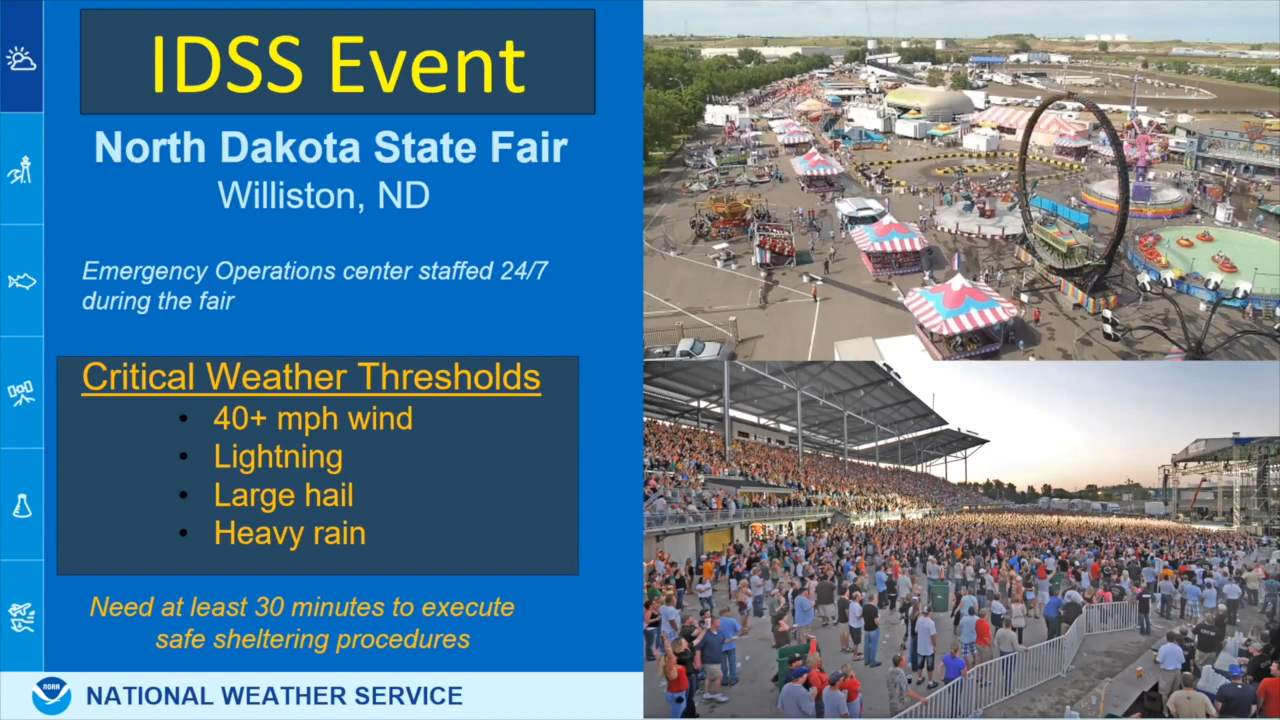 IDSS Event
North Dakota State Fair
Williston, ND
Emergency Operations center staffed 24/7
during the fair
Critical Weather Thresholds
• 40+ mph wind
• Lightning
• Large hail
• Heavy rain
Need at least 30 minutes to execute
safe sheltering procedures
NOAA
NATIONAL WEATHER SERVICE